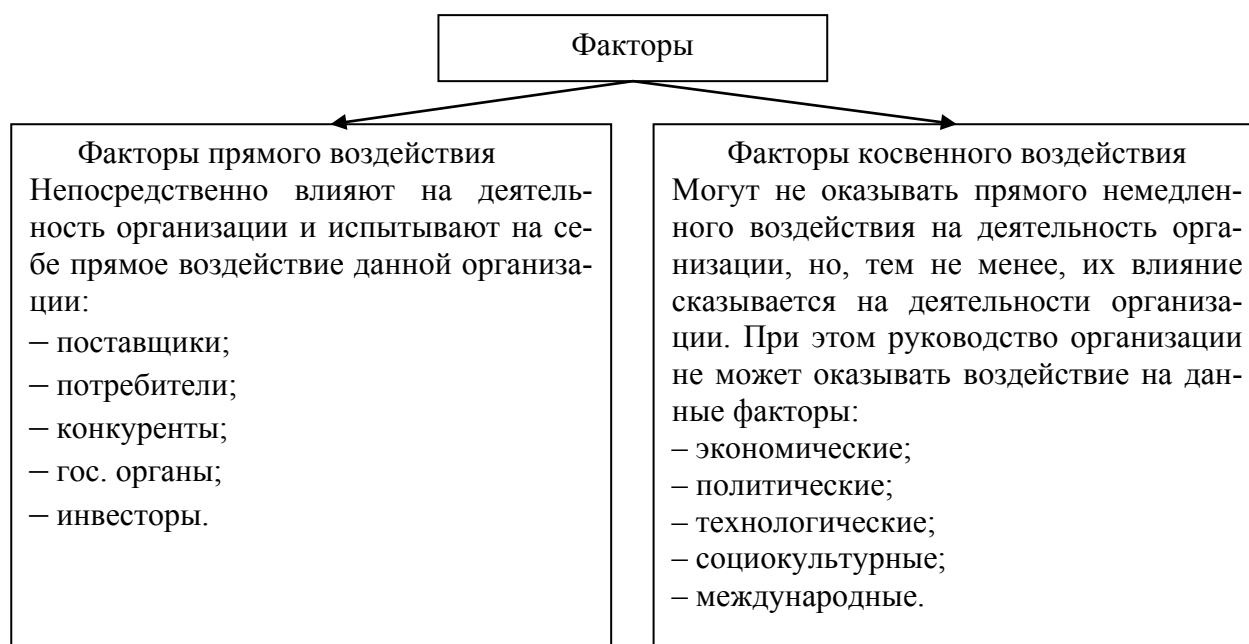 Факторы
Факторы прямого воздействия
Непосредственно влияют на деятель-
ность организации и испытывают на се-
бе прямое воздействие данной организа-
ции:
– поставщики;
– потребители;
– конкуренты;
– гос. органы;
– инвесторы.
Факторы косвенного воздействия
Могут не оказывать прямого немедлен-
ного воздействия на деятельность орга-
низации, но, тем не менее, их влияние
сказывается на деятельности организа-
ции. При этом руководство организации
не может оказывать воздействие на дан-
ные факторы:
– экономические;
– политические;
– технологические;
– социокультурные;
– международные.